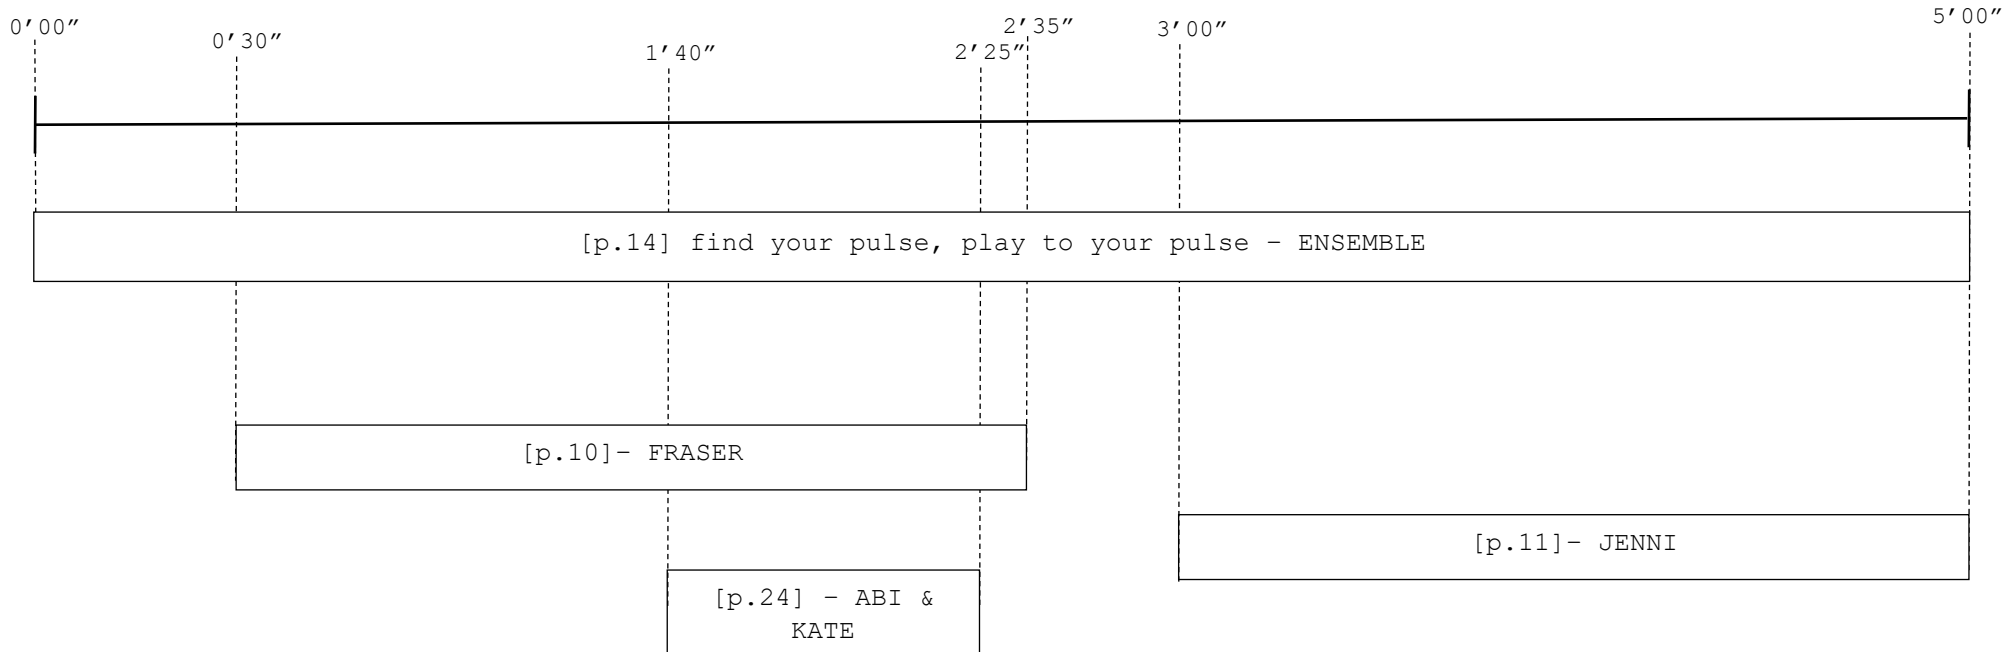 0′00″
0′30″
1′40″
2′25″
2′35″
3′00″
5′00″
[p.14] find your pulse, play to your pulse – ENSEMBLE
[p.10]– FRASER
[p.11]– JENNI
[p.24] – ABI &
KATE